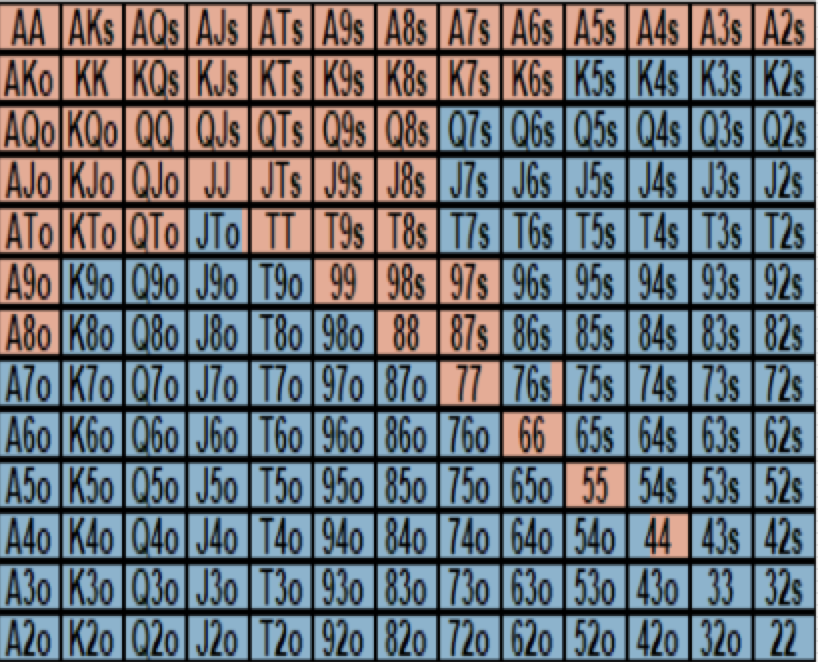 AA AKs AQs AJs ATs A9s A8s A7s A6s A5s A4s A3s A2s
AKo KK KQs KJs KTs K9s K8s K7s K6s K5s K4s K3s K2s
AQo KQo QQ QJs QTs Q9s Q8s Q7s Q6s Q5s Q4s Q3s Q2s
AJo KJo QJo JJ JTs J9s J8s J7s J6s J5s J4s J3s J2s
ATo KTo QTo JTo TT T9s T8s T7s T6s T5s T4s T3s T2s
A9o K9o Q9o J9o T9o 99 98s 97s 96s 95s 94s 93s 92s
A8o K8o Q8o J8o T8o 98o 88 87s 86s 85s 84s 83s 82s
A7o K7o Q7o J7o T7o 97o 87o 77 76s 75s 74s 73s 72s
A6o K6o Q6o J6o T6o 96o 86o 76o 66 65s 64s 63s 62s
A5o K5o Q5o J5o T5o 95o 85o 75o 65o 55 54s 53s 52s
A4o K4o Q4o J4o T4o 94o 84o 74o 64o 54o 44 43s 42s
A3o K3o Q3o J3o T3o 93o 83o 73o 63o 53o 43o 33 32s
A2o K2o Q2o J2o T2o 92o 82o 72o 62o 52o 42o 32o 22